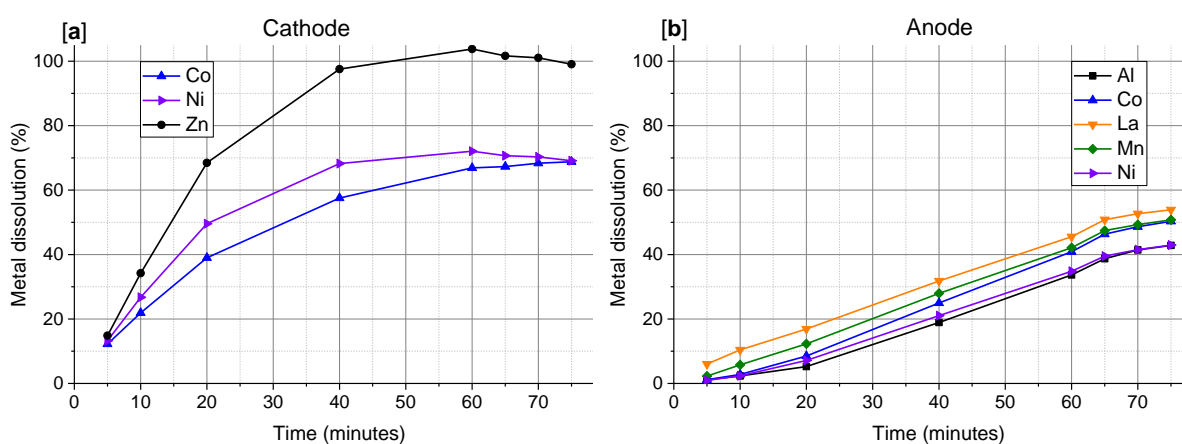 [a]
Cathode
Co
Ni
Zn
Metal dissolution (%)
100
80
60
40
20
0
0 10 20 30 40 50 60 70
Time (minutes)
[b]
Anode
Al
Co
La
Mn
Ni
Metal dissolution (%)
100
80
60
40
20
0
0 10 20 30 40 50 60 70
Time (minutes)